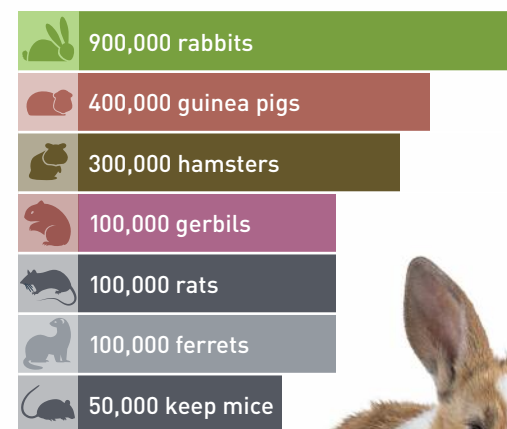 900,000 rabbits
400,000 guinea pigs
300,000 hamsters
100,000 gerbils
100,000 rats
100,000 ferrets
50,000 keep mice